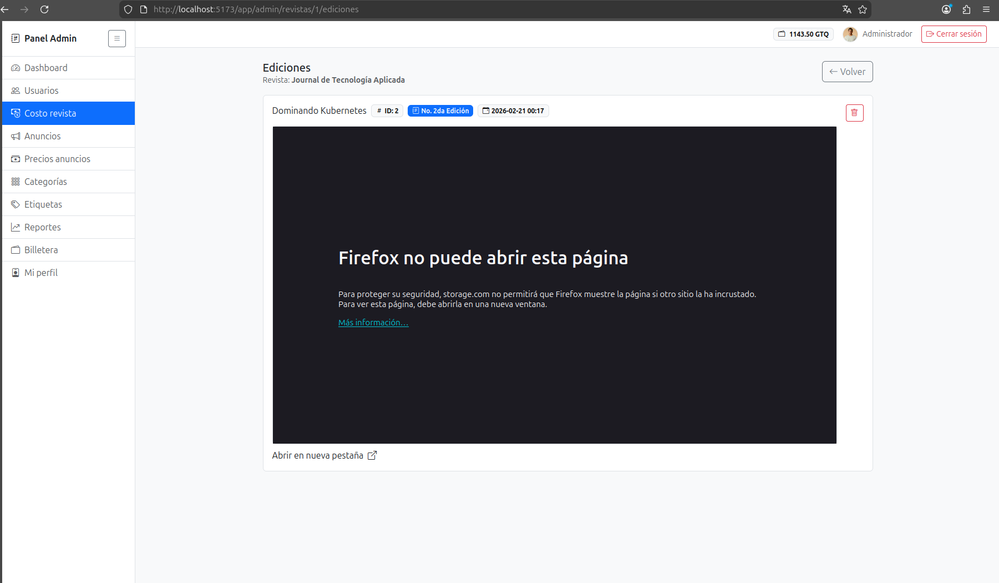 http://localhost:5173/app/admin/revistas/1/ediciones
Panel Admin
1143.50 GTQ
Administrador
Cerrar sesión
Dashboard
Usuarios
Costo revista
Anuncios
Precios anuncios
Categorías
Etiquetas
Reportes
Billetera
Mi perfil
Ediciones
Revista: Journal de Tecnología Aplicada
← Volver
Dominando Kubernetes # ID: 2 No. 2da Edición 2026-02-21 00:17
Firefox no puede abrir esta página
Para proteger su seguridad, storage.com no permitirá que Firefox muestre la página si otro sitio la ha incrustado.
Para ver esta página, debe abrirla en una nueva ventana.
Más información…
Abrir en nueva pestaña